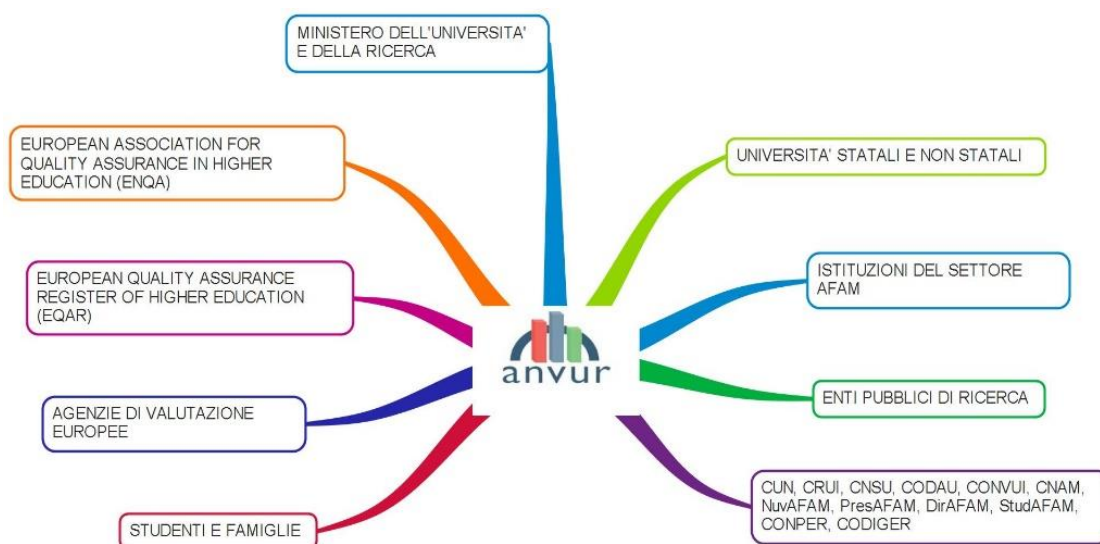 MINISTERO DELL'UNIVERSITA'
E DELLA RICERCA
EUROPEAN ASSOCIATION FOR
QUALITY ASSURANCE IN HIGHER
EDUCATION (ENQA)
UNIVERSITA' STATALI E NON STATALI
EUROPEAN QUALITY ASSURANCE
REGISTER OF HIGHER EDUCATION
(EQAR)
ISTITUZIONI DEL SETTORE
AFAM
anvur
AGENZIE DI VALUTAZIONE
EUROPEE
ENTI PUBBLICI DI RICERCA
STUDENTI E FAMIGLIE
CUN, CRUI, CNSU, CODAU, CONVUI, CNAM,
NuvAFAM, PresAFAM, DirAFAM, StudAFAM,
CONPER, CODIGER